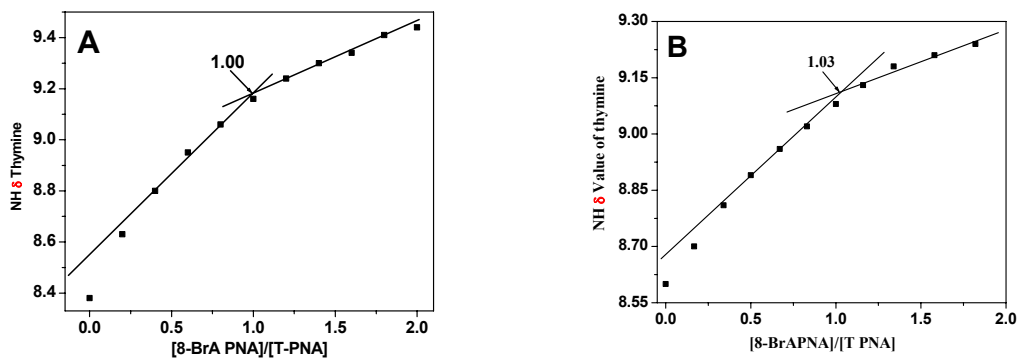 A
1.00
9.4
9.2
9.0
8.8
8.6
8.4
NH δ Thymine
0.0 0.5 1.0 1.5 2.0
[8-BrA PNA]/[T-PNA]
B
1.03
9.30
9.15
9.00
8.85
8.70
8.55
NH δ Value of thymine
0.0 0.5 1.0 1.5 2.0
[8-BrAPNA]/[T PNA]